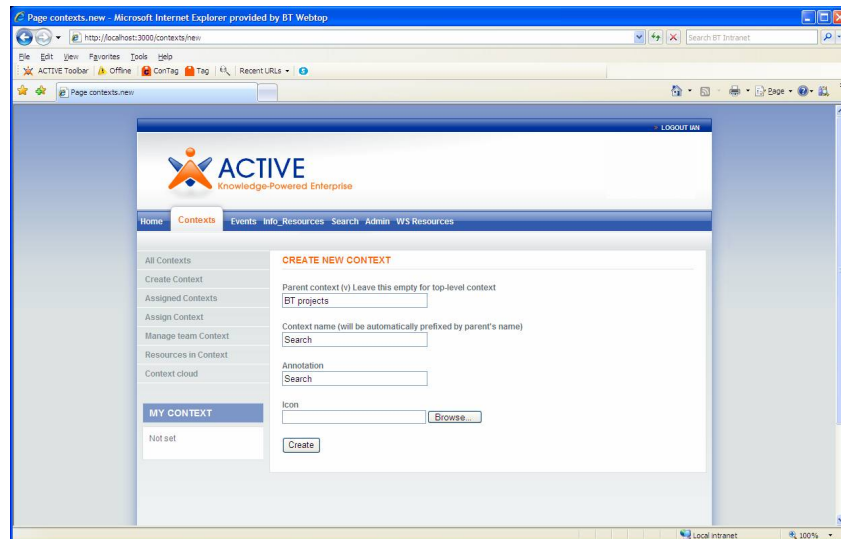 Page contexts.new - Microsoft Internet Explorer provided by BT Webtop
http://localhost:3000/contexts/new
Search BT Intranet
File Edit View Favorites Tools Help
ACTIVE Toolbar Offline ConTag Tag Recent URLs
Page contexts.new
Page
> LOGOUT IAN
ACTIVE
Knowledge-Powered Enterprise
Home Contexts Events Info_Resources Search Admin WS Resources
All Contexts
Create Context
Assigned Contexts
Assign Context
Manage team Context
Resources in Context
Context cloud
MY CONTEXT
Not set
CREATE NEW CONTEXT
Parent context (v) Leave this empty for top-level context
BT projects
Context name (will be automatically prefixed by parent's name)
Search
Annotation
Search
Icon
Browse...
Create
Local intranet
100%